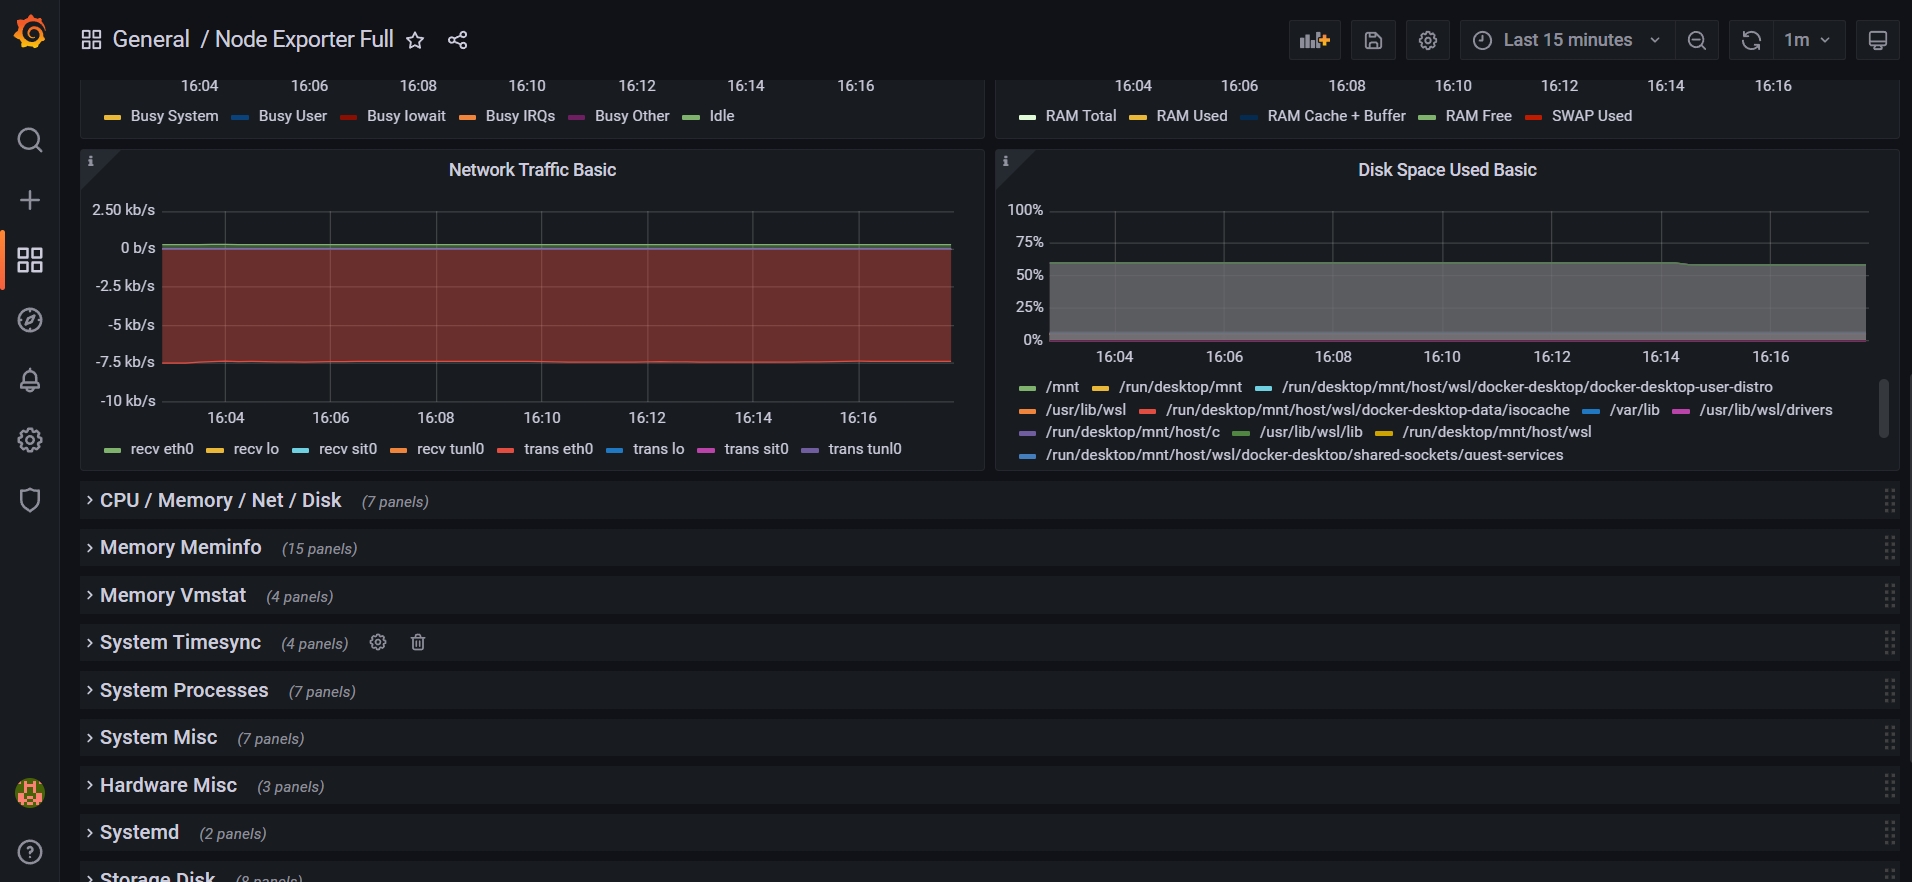 General / Node Exporter Full
Last 15 minutes
1m
16:04 16:06 16:08 16:10 16:12 16:14 16:16
Busy System Busy User Busy Iowait Busy IRQs Busy Other Idle
16:04 16:06 16:08 16:10 16:12 16:14 16:16
RAM Total RAM Used RAM Cache + Buffer RAM Free SWAP Used
i
Network Traffic Basic
2.50 kb/s
0 b/s
-2.5 kb/s
-5 kb/s
-7.5 kb/s
-10 kb/s
16:04 16:06 16:08 16:10 16:12 16:14 16:16
recv eth0 recv lo recv sit0 recv tunl0 trans eth0 trans lo trans sit0 trans tunl0
i
Disk Space Used Basic
100%
75%
50%
25%
0%
16:04 16:06 16:08 16:10 16:12 16:14 16:16
/mnt /run/desktop/mnt /run/desktop/mnt/host/wsl/docker-desktop/docker-desktop-user-distro
/usr/lib/wsl /run/desktop/mnt/host/wsl/docker-desktop-data/isocache /var/lib /usr/lib/wsl/drivers
/run/desktop/mnt/host/c /usr/lib/wsl/lib /run/desktop/mnt/host/wsl
/run/desktop/mnt/host/wsl/docker-desktop/shared-sockets/guest-services
CPU / Memory / Net / Disk (7 panels)
Memory Meminfo (15 panels)
Memory Vmstat (4 panels)
System Timesync (4 panels)
System Processes (7 panels)
System Misc (7 panels)
Hardware Misc (3 panels)
Systemd (2 panels)
Storage Disk (8 panels)